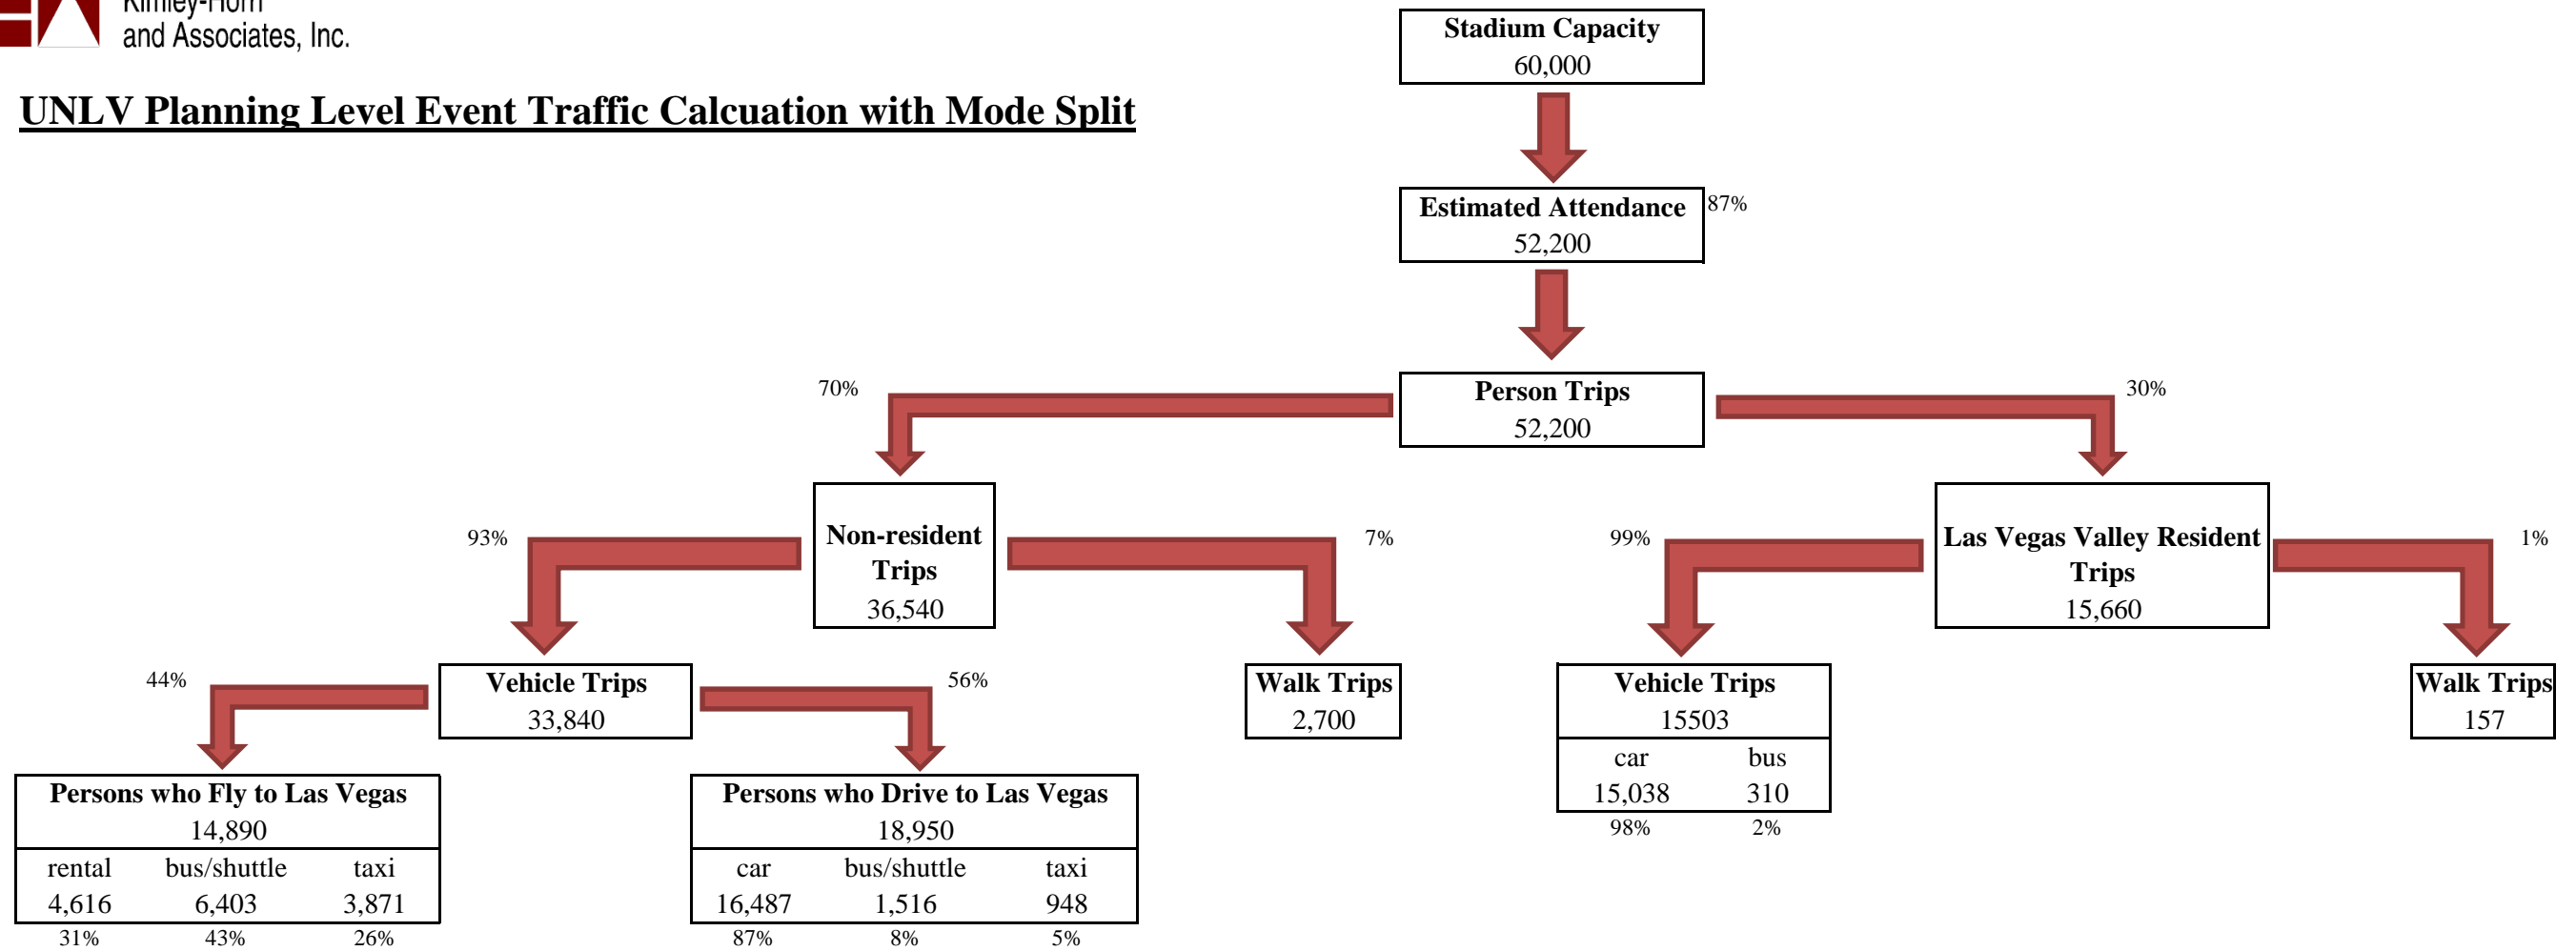 Kimley-Horn
and Associates, Inc.
UNLV Planning Level Event Traffic Calcuation with Mode Split
Stadium Capacity
60,000
Estimated Attendance 87%
52,200
Person Trips
52,200
70%
30%
Non-resident
Trips
36,540
Las Vegas Valley Resident
Trips
15,660
93%
7%
99%
1%
Vehicle Trips
33,840
Walk Trips
2,700
Vehicle Trips
15503
car bus
15,038 310
98% 2%
Walk Trips
157
44%
56%
Persons who Fly to Las Vegas
14,890
rental bus/shuttle taxi
4,616 6,403 3,871
31% 43% 26%
Persons who Drive to Las Vegas
18,950
car bus/shuttle taxi
16,487 1,516 948
87% 8% 5%